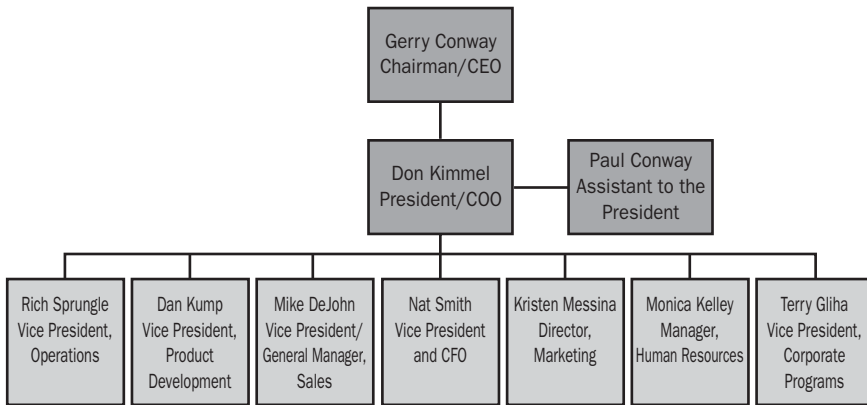 Gerry Conway
Chairman/CEO
Don Kimmel
President/COO
Paul Conway
Assistant to the
President
Rich Sprungle
Vice President,
Operations
Dan Kump
Vice President,
Product
Development
Mike DeJohn
Vice President/
General Manager,
Sales
Nat Smith
Vice President
and CFO
Kristen Messina
Director,
Marketing
Monica Kelley
Manager,
Human Resources
Terry Gliha
Vice President,
Corporate
Programs